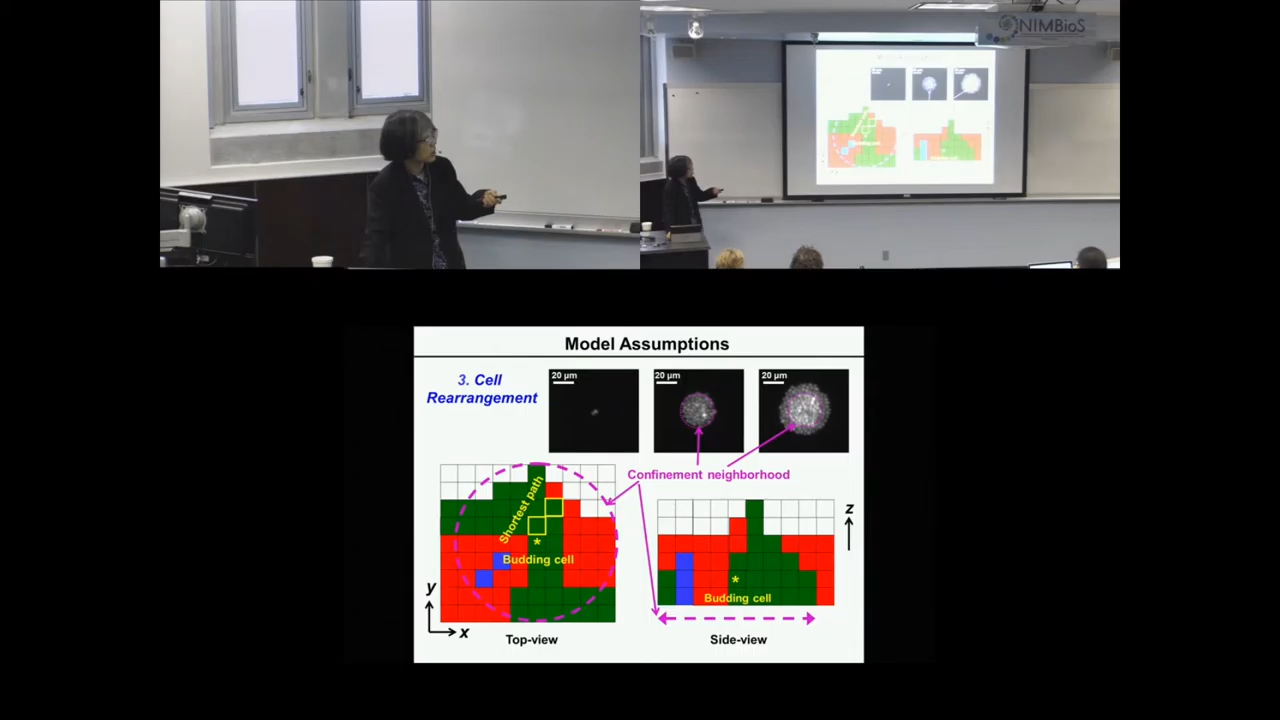 NIMBioS
Model Assumptions
3. Cell
Rearrangement
20 µm
20 µm
20 µm
Confinement neighborhood
Shortest path
*
Budding cell
y
x
Top-view
z
*
Budding cell
Side-view